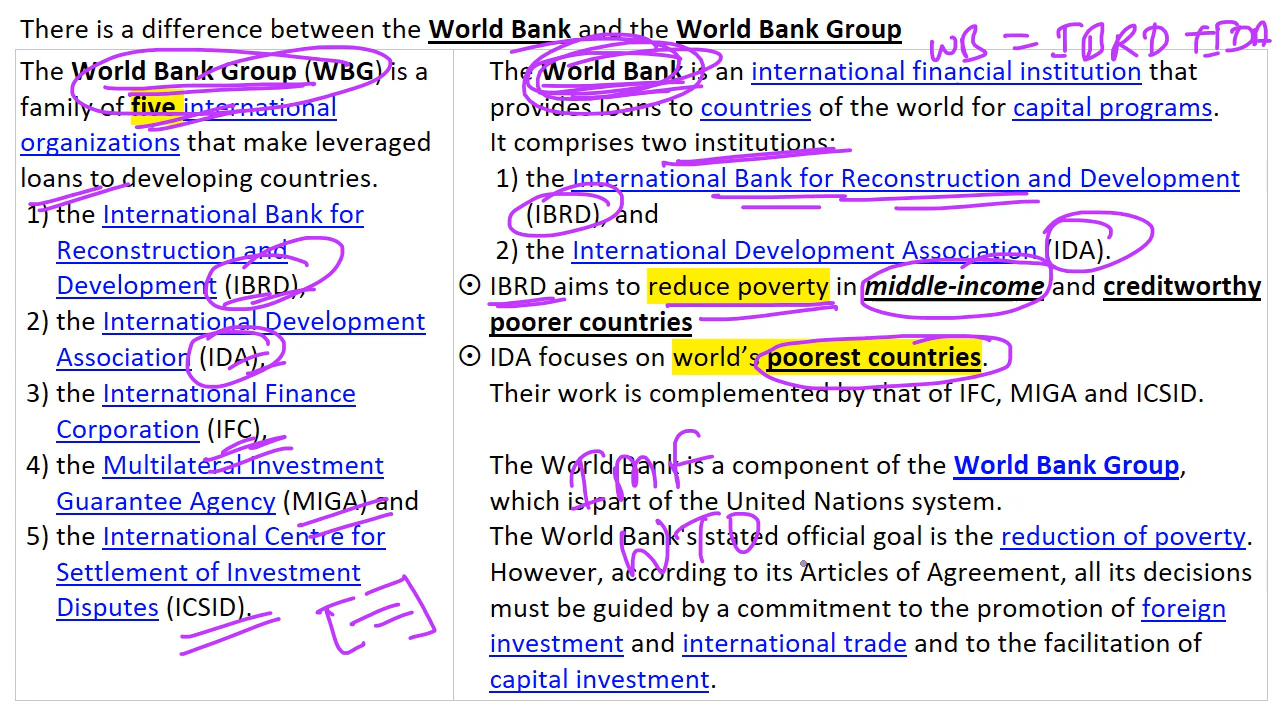 There is a difference between the World Bank and the World Bank Group
WB = IBRD + IDA
The World Bank Group (WBG) is a
family of five international
organizations that make leveraged
loans to developing countries.
1) the International Bank for
Reconstruction and
Development (IBRD),
2) the International Development
Association (IDA),
3) the International Finance
Corporation (IFC),
4) the Multilateral Investment
Guarantee Agency (MIGA) and
5) the International Centre for
Settlement of Investment
Disputes (ICSID).
The World Bank is an international financial institution that
provides loans to countries of the world for capital programs.
It comprises two institutions:
1) the International Bank for Reconstruction and Development
(IBRD), and
2) the International Development Association (IDA).
⊙ IBRD aims to reduce poverty in middle-income and creditworthy
poorer countries
⊙ IDA focuses on world's poorest countries.
Their work is complemented by that of IFC, MIGA and ICSID.
IMF
The World Bank is a component of the World Bank Group,
which is part of the United Nations system.
WTO
The World Bank's stated official goal is the reduction of poverty.
However, according to its Articles of Agreement, all its decisions
must be guided by a commitment to the promotion of foreign
investment and international trade and to the facilitation of
capital investment.